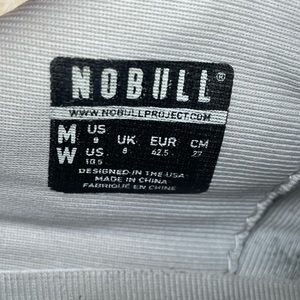 NOBULL®
WWW.NOBULLPROJECT.COM
M US 9 UK 8 EUR 42.5 CM 27
W US 10.5
DESIGNED IN THE USA
MADE IN CHINA
FABRIQUÉ EN CHINE